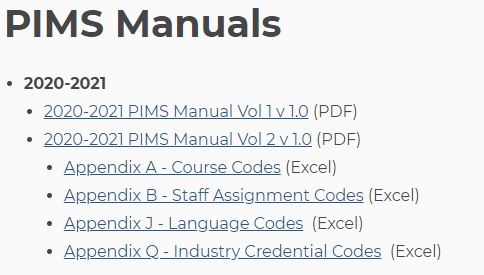 PIMS Manuals
2020-2021
2020-2021 PIMS Manual Vol 1 v 1.0 (PDF)
2020-2021 PIMS Manual Vol 2 v 1.0 (PDF)
Appendix A - Course Codes (Excel)
Appendix B - Staff Assignment Codes (Excel)
Appendix J - Language Codes (Excel)
Appendix Q - Industry Credential Codes (Excel)